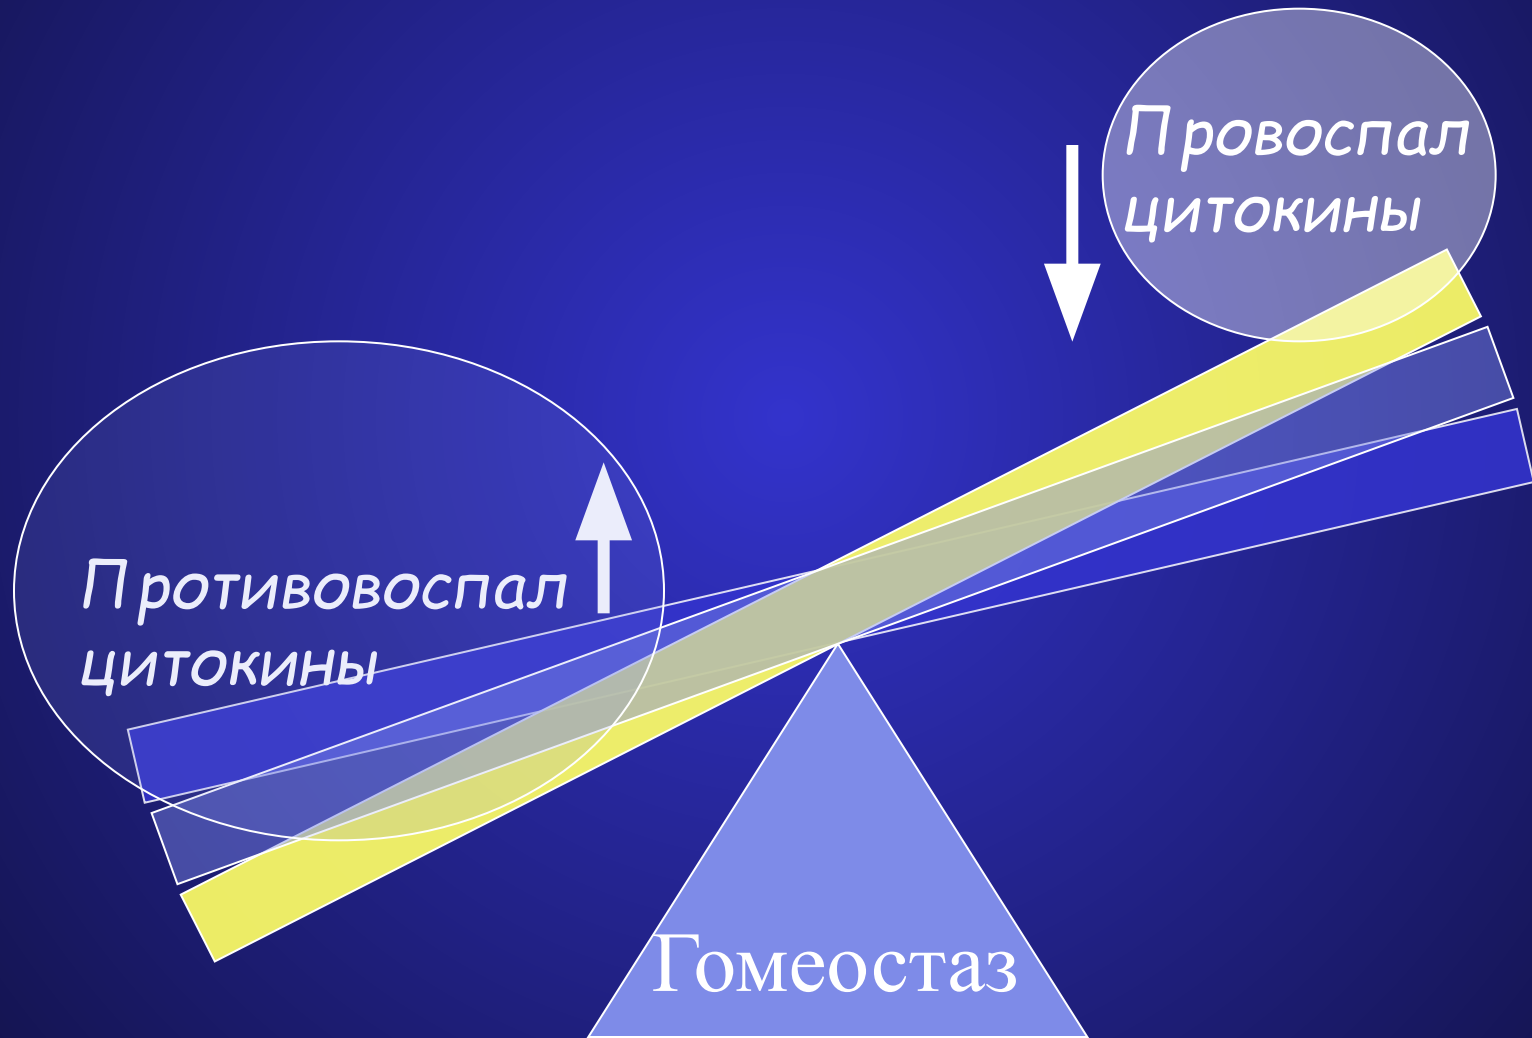 Провоспал
цитокины
Противовоспал
цитокины
Гомеостаз